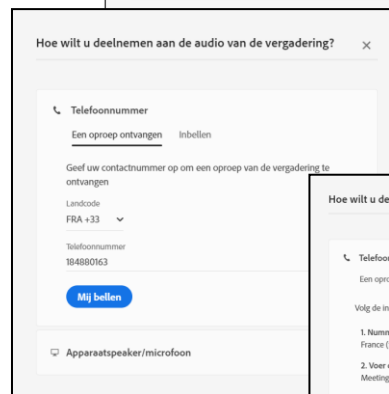 Hoe wilt u deelnemen aan de audio van de vergadering?
Telefoonnummer
Een oproep ontvangen Inbellen
Geef uw contactnummer op om een oproep van de vergadering te
ontvangen
Landcode
FRA +33
Telefoonnummer
184880163
Mij bellen
Apparaatspeaker/microfoon
Hoe wilt u de
Telefoon
Een opro
Volg de in
1. Numm
France (
2. Voer
Meeting